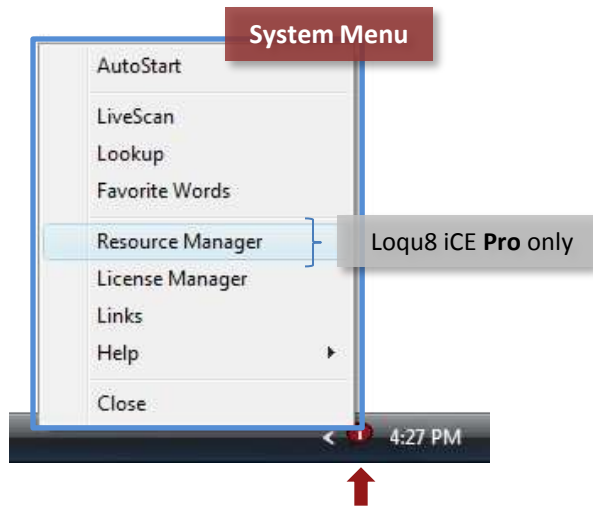 System Menu
AutoStart
LiveScan
Lookup
Favorite Words
Resource Manager
Loqu8 iCE Pro only
License Manager
Links
Help
Close
< 4:27 PM